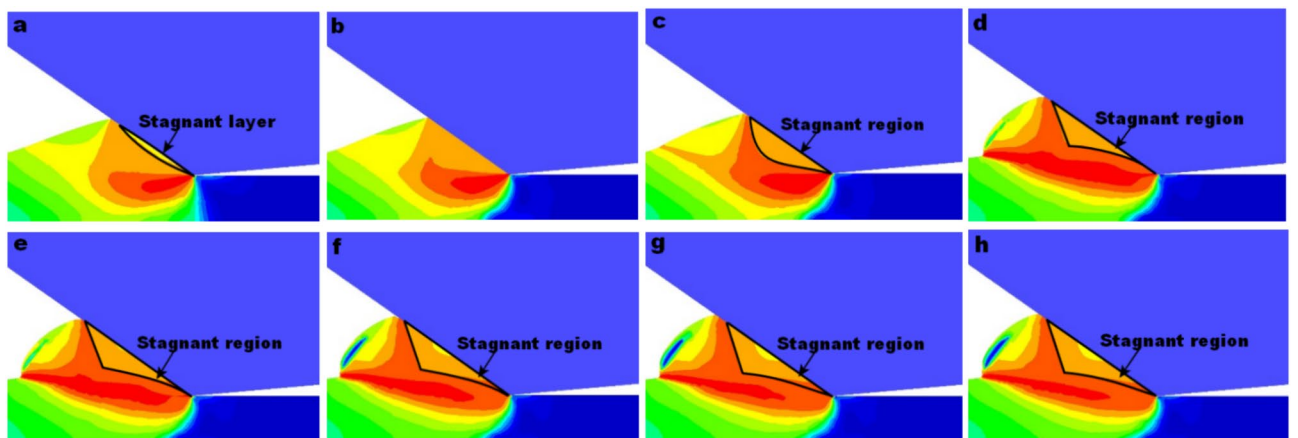 a
b
c
d
Stagnant layer
Stagnant region
Stagnant region
e
f
g
h
Stagnant region
Stagnant region
Stagnant region
Stagnant region